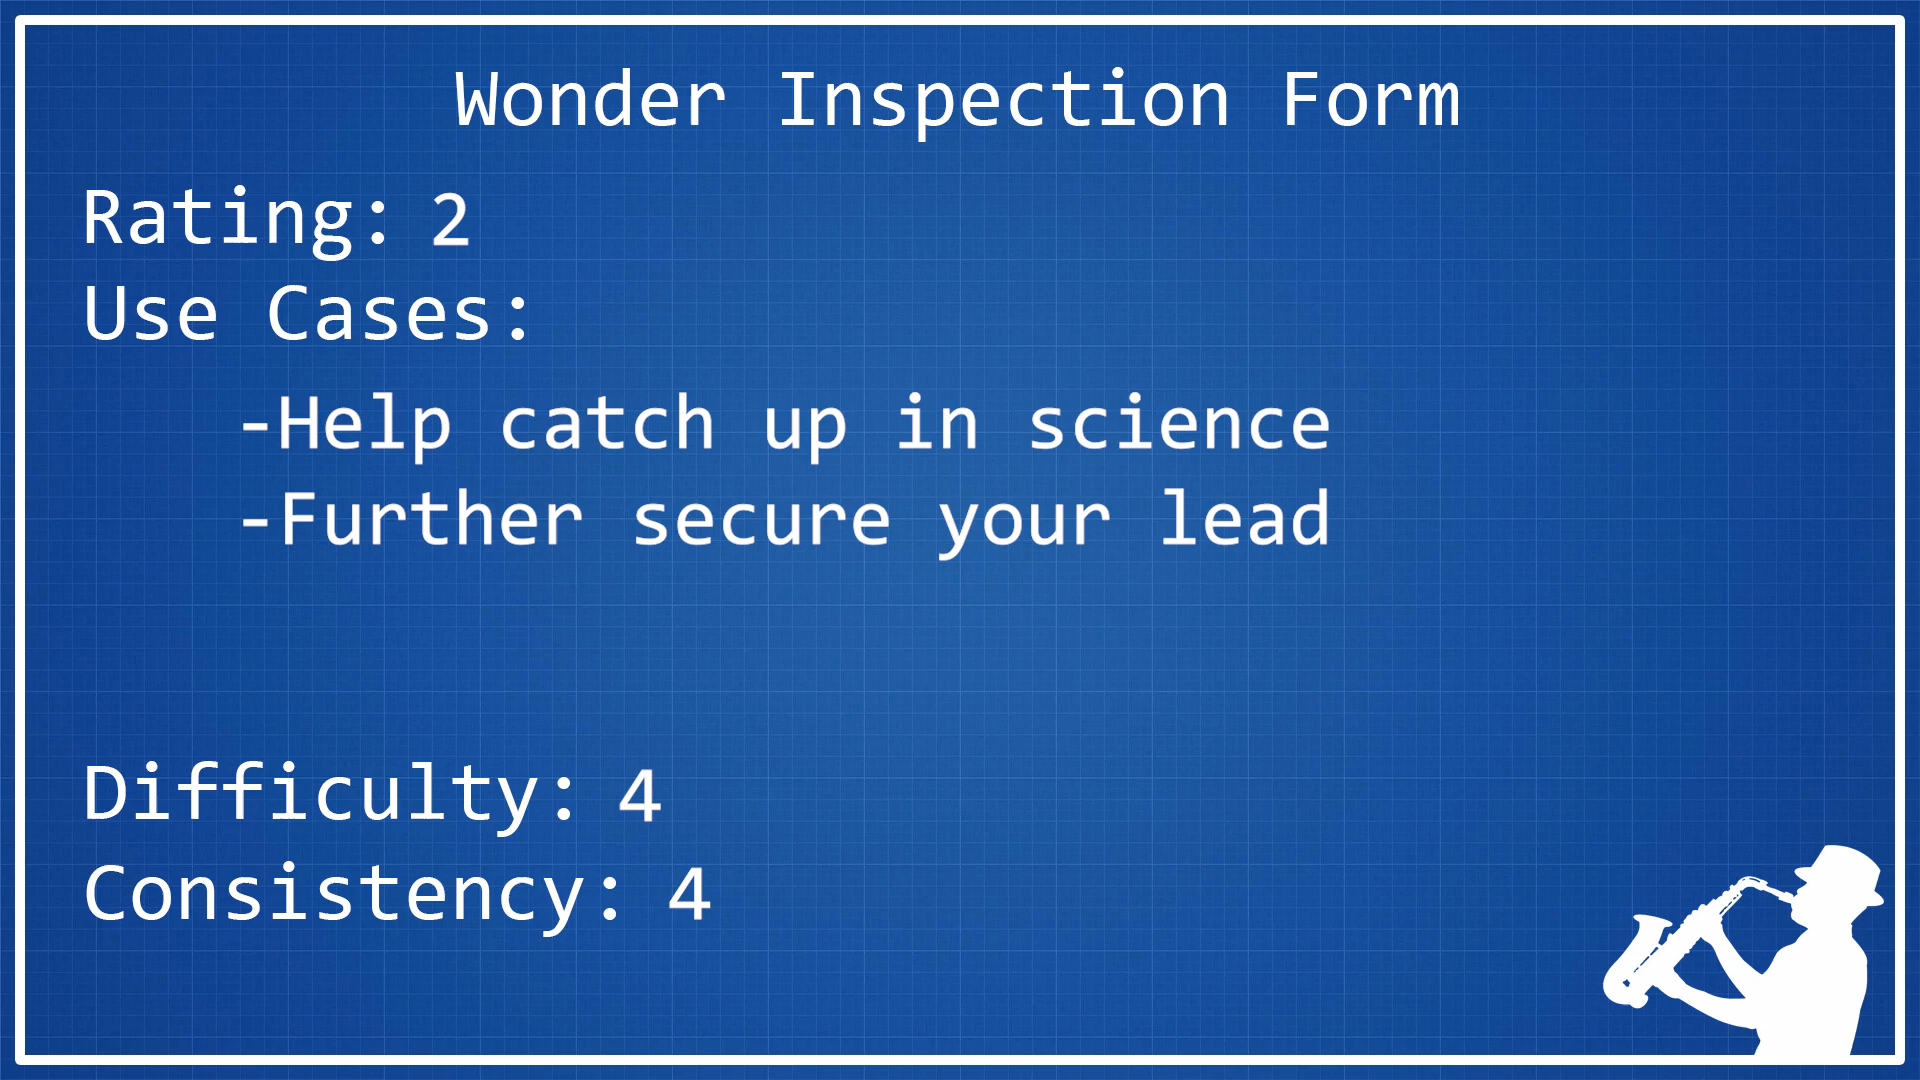 Wonder Inspection Form
Rating: 2
Use Cases:
-Help catch up in science
-Further secure your lead
Difficulty: 4
Consistency: 4